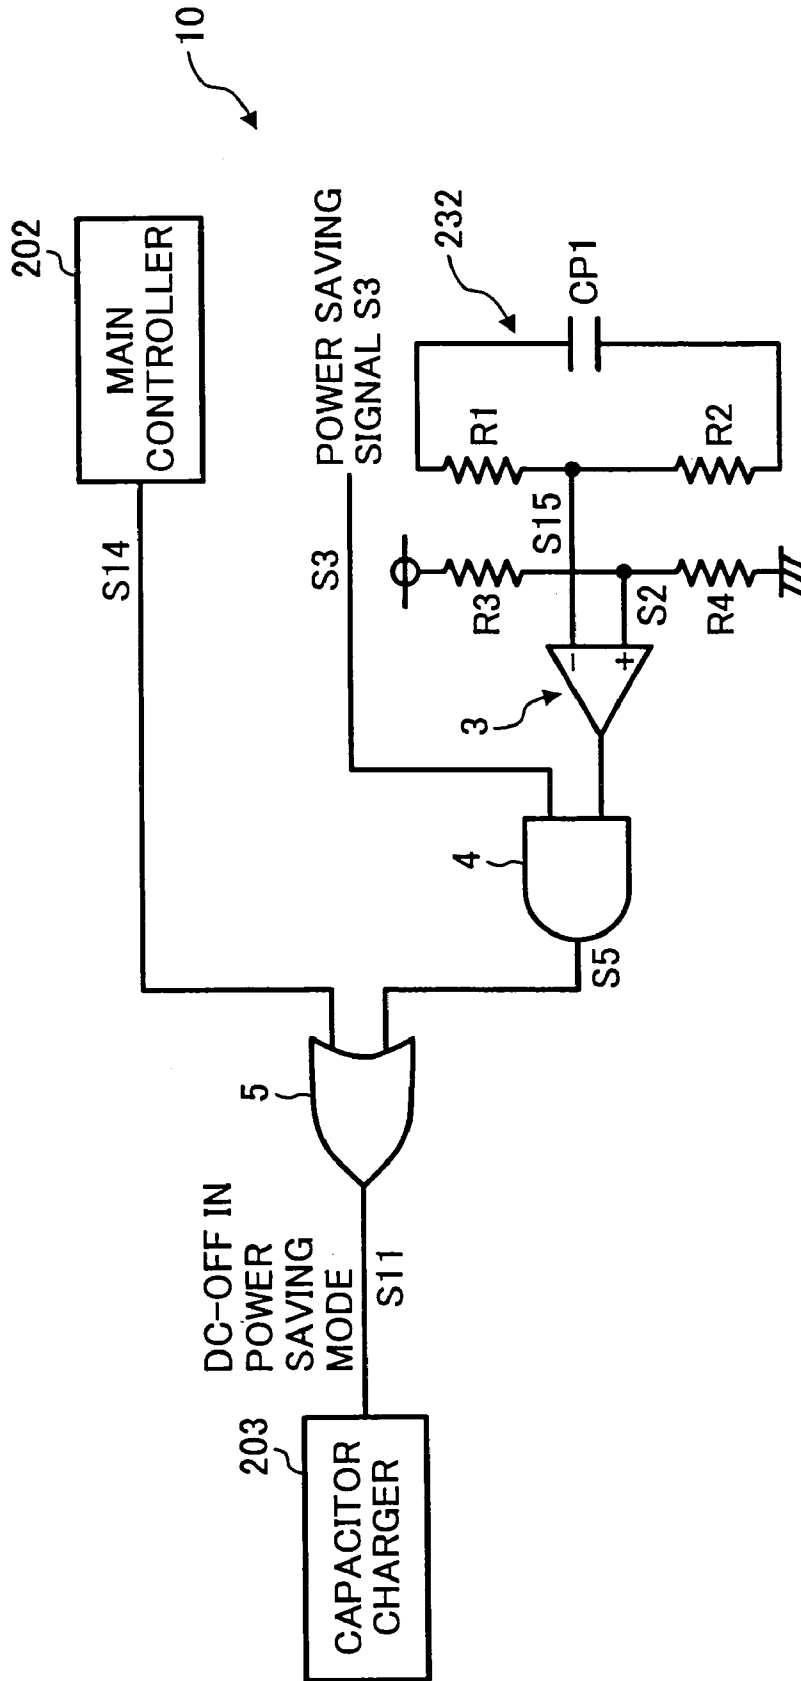 10
202
MAIN
CONTROLLER
S14
POWER SAVING
SIGNAL S3
S3
232
CP1
R1
R2
S15
R3
S2
R4
3
−
+
4
S5
5
DC-OFF IN
POWER
SAVING
MODE
S11
203
CAPACITOR
CHARGER